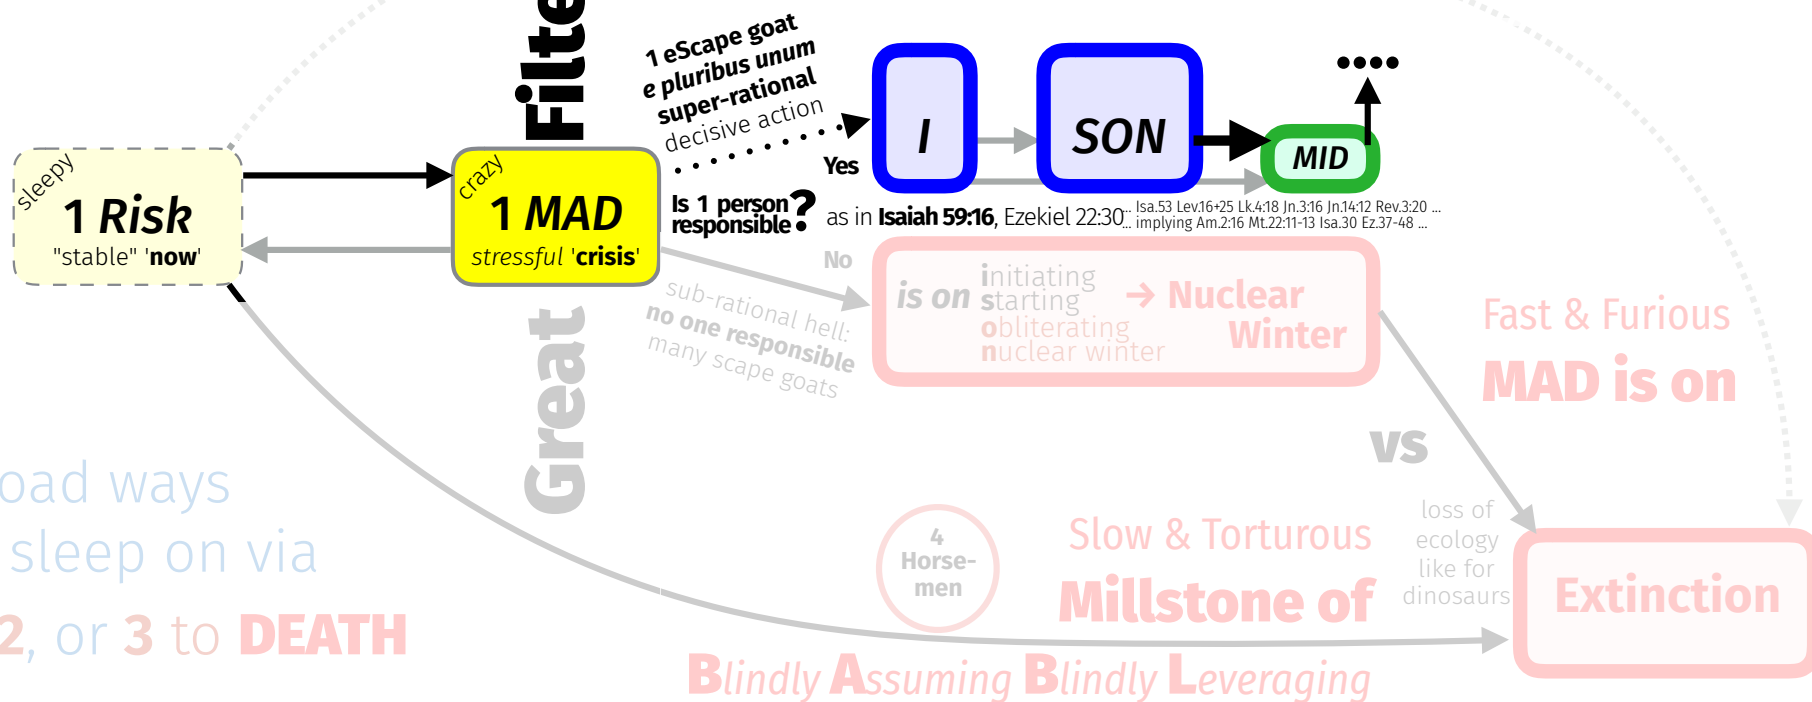 Filte
1 eScape goat
e pluribus unum
super-rational
decisive action
Yes
I
SON
MID
sleepy
1 Risk
"stable" 'now'
crazy
1 MAD
stressful 'crisis'
Is 1 person
responsible?
as in Isaiah 59:16, Ezekiel 22:30...
Isa.53 Lev.16+25 Lk.4:18 Jn.3:16 Jn.14:12 Rev.3:20 ...
implying Am.2:16 Mt.22:11-13 Isa.30 Ez.37-48 ...
No
sub-rational hell:
no one responsible
many scape goats
is on
initiating
starting
obliterating
nuclear winter
→ Nuclear
Winter
Great
Fast & Furious
MAD is on
vs
oad ways
sleep on via
2, or 3 to DEATH
4
Horse-
men
Slow & Torturous
Millstone of
Blindly Assuming Blindly Leveraging
loss of
ecology
like for
dinosaurs
Extinction